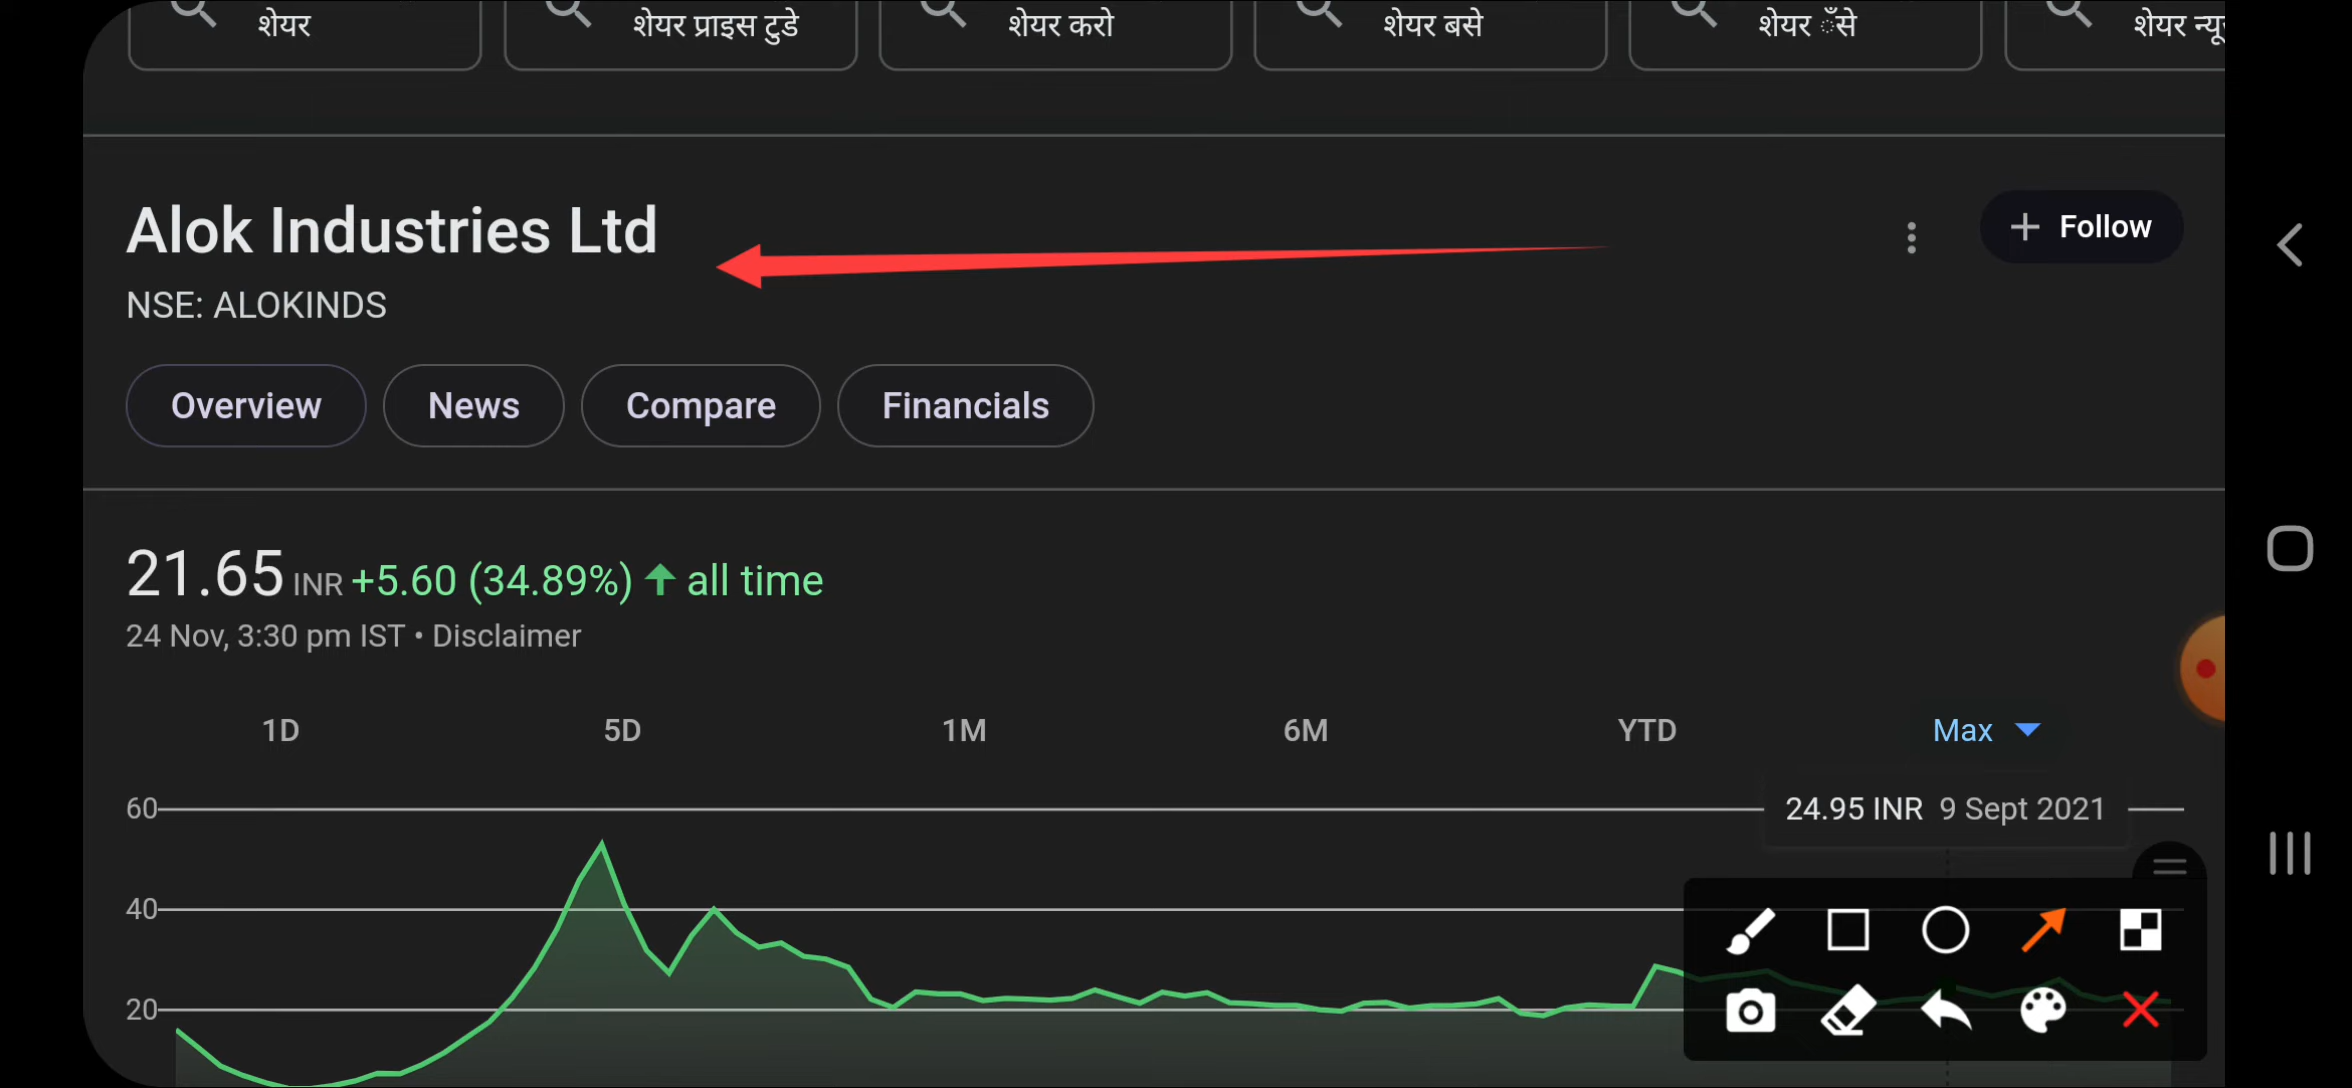 शेयर
शेयर प्राइस टुडे
शेयर करो
शेयर बसे
शेयर ँसे
शेयर
Alok Industries Ltd
Follow
NSE: ALOKINDS
Overview
News
Compare
Financials
21.65 INR +5.60 (34.89%) ↑ all time
24 Nov, 3:30 pm IST • Disclaimer
1D
5D
1M
6M
YTD
Max
60
24.95 INR 9 Sept 2021
40
20